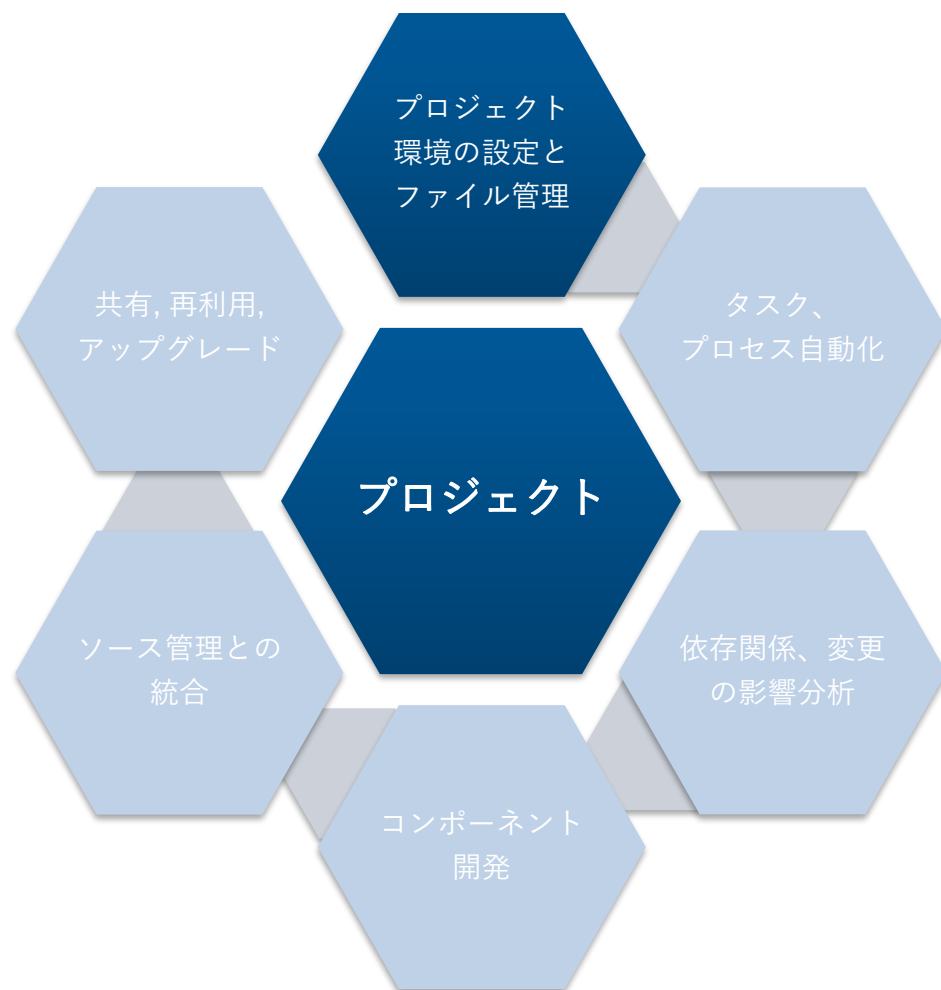 プロジェクト
環境の設定と
ファイル管理
共有, 再利用,
アップグレード
タスク、
プロセス自動化
プロジェクト
ソース管理との
統合
依存関係、変更
の影響分析
コンポーネント
開発